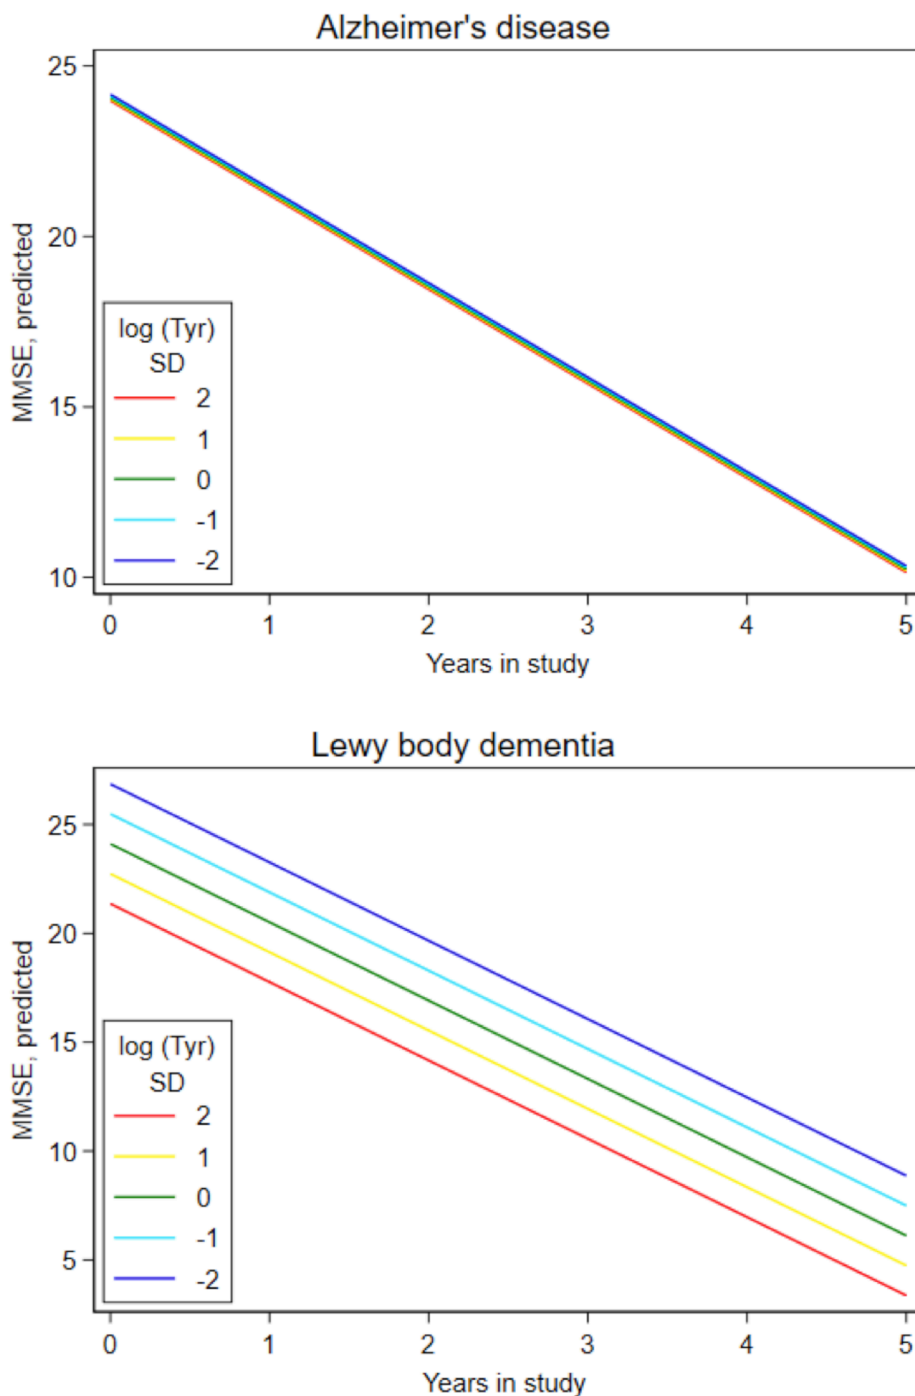 Alzheimer's disease
25
20
15
10
MMSE, predicted
log (Tyr)
SD
2
1
0
-1
-2
0 1 2 3 4 5
Years in study
Lewy body dementia
25
20
15
10
5
MMSE, predicted
log (Tyr)
SD
2
1
0
-1
-2
0 1 2 3 4 5
Years in study